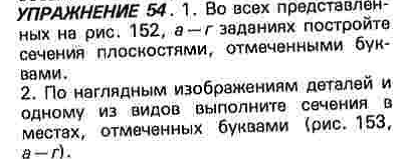 УПРАЖНЕНИЕ 54. 1. Во всех представлен-
ных на рис. 152, а—г заданиях постройте
сечения плоскостями, отмеченными бук-
вами.
2. По наглядным изображениям деталей и
одному из видов выполните сечения в
местах, отмеченных буквами (рис. 153,
а—г).